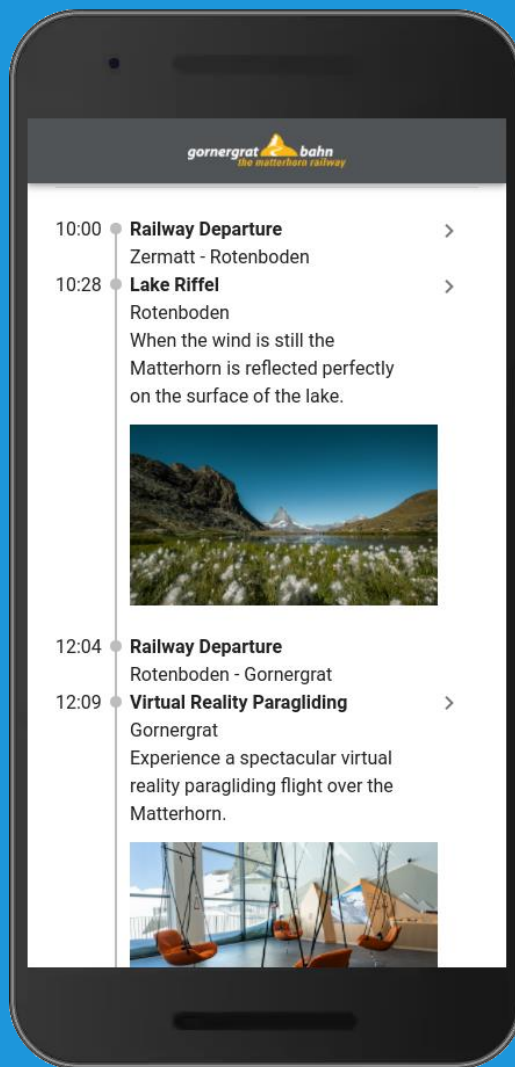 gornergrat bahn
the matterhorn railway
10:00 Railway Departure
Zermatt - Rotenboden
10:28 Lake Riffel
Rotenboden
When the wind is still the
Matterhorn is reflected perfectly
on the surface of the lake.
12:04 Railway Departure
Rotenboden - Gornergrat
12:09 Virtual Reality Paragliding
Gornergrat
Experience a spectacular virtual
reality paragliding flight over the
Matterhorn.